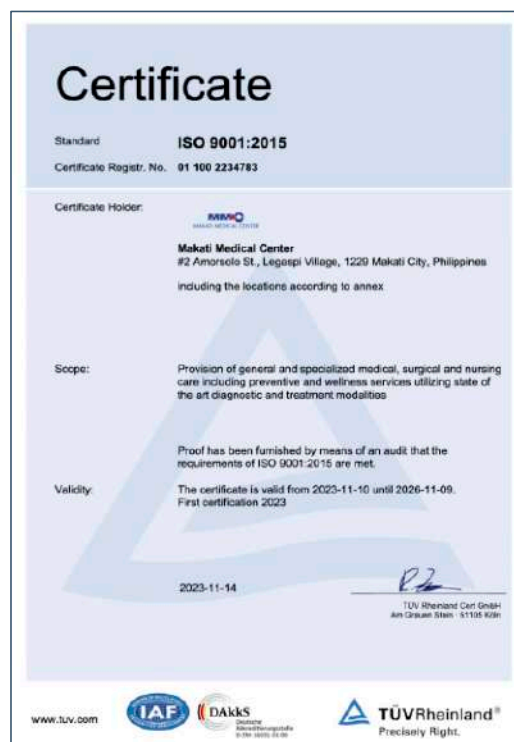 Certificate
Standard ISO 9001:2015
Certificate Registr. No. 01 100 2234783
Certificate Holder:
MAKATI MEDICAL CENTER
Makati Medical Center
#2 Amorsolo St., Legaspi Village, 1229 Makati City, Philippines
including the locations according to annex
Scope: Provision of general and specialized medical, surgical and nursing
care including preventive and wellness services utilizing state of
the art diagnostic and treatment modalities
Proof has been furnished by means of an audit that the
requirements of ISO 9001:2015 are met.
Validity: The certificate is valid from 2023-11-10 until 2026-11-09.
First certification 2023
2023-11-14
TÜV Rheinland Cert GmbH
Am Grauen Stein · 51105 Köln
www.tuv.com
IAF
DAkkS
Deutsche
Akkreditierungsstelle
TÜVRheinland®
Precisely Right.